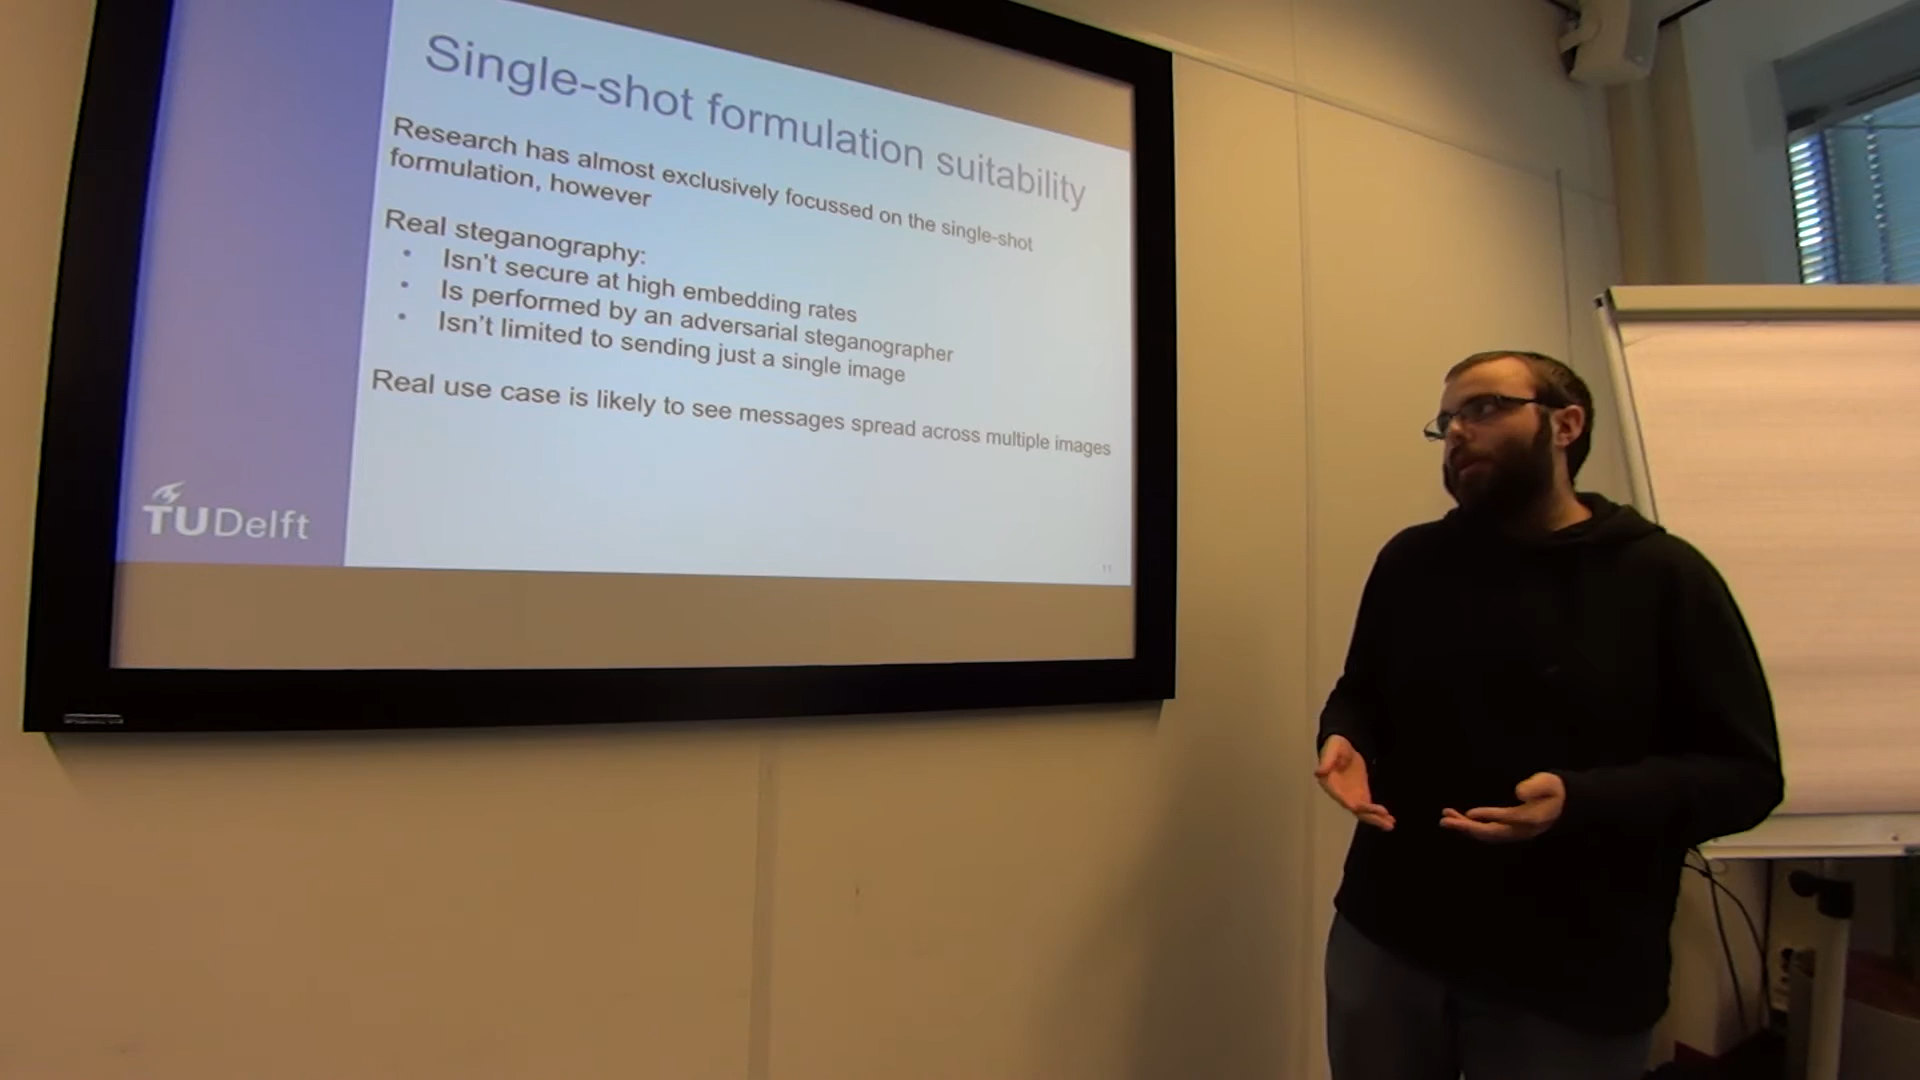 Single-shot formulation suitability
Research has almost exclusively focussed on the single-shot
formulation, however
Real steganography:
• Isn't secure at high embedding rates
• Is performed by an adversarial steganographer
• Isn't limited to sending just a single image
Real use case is likely to see messages spread across multiple images
TUDelft
11